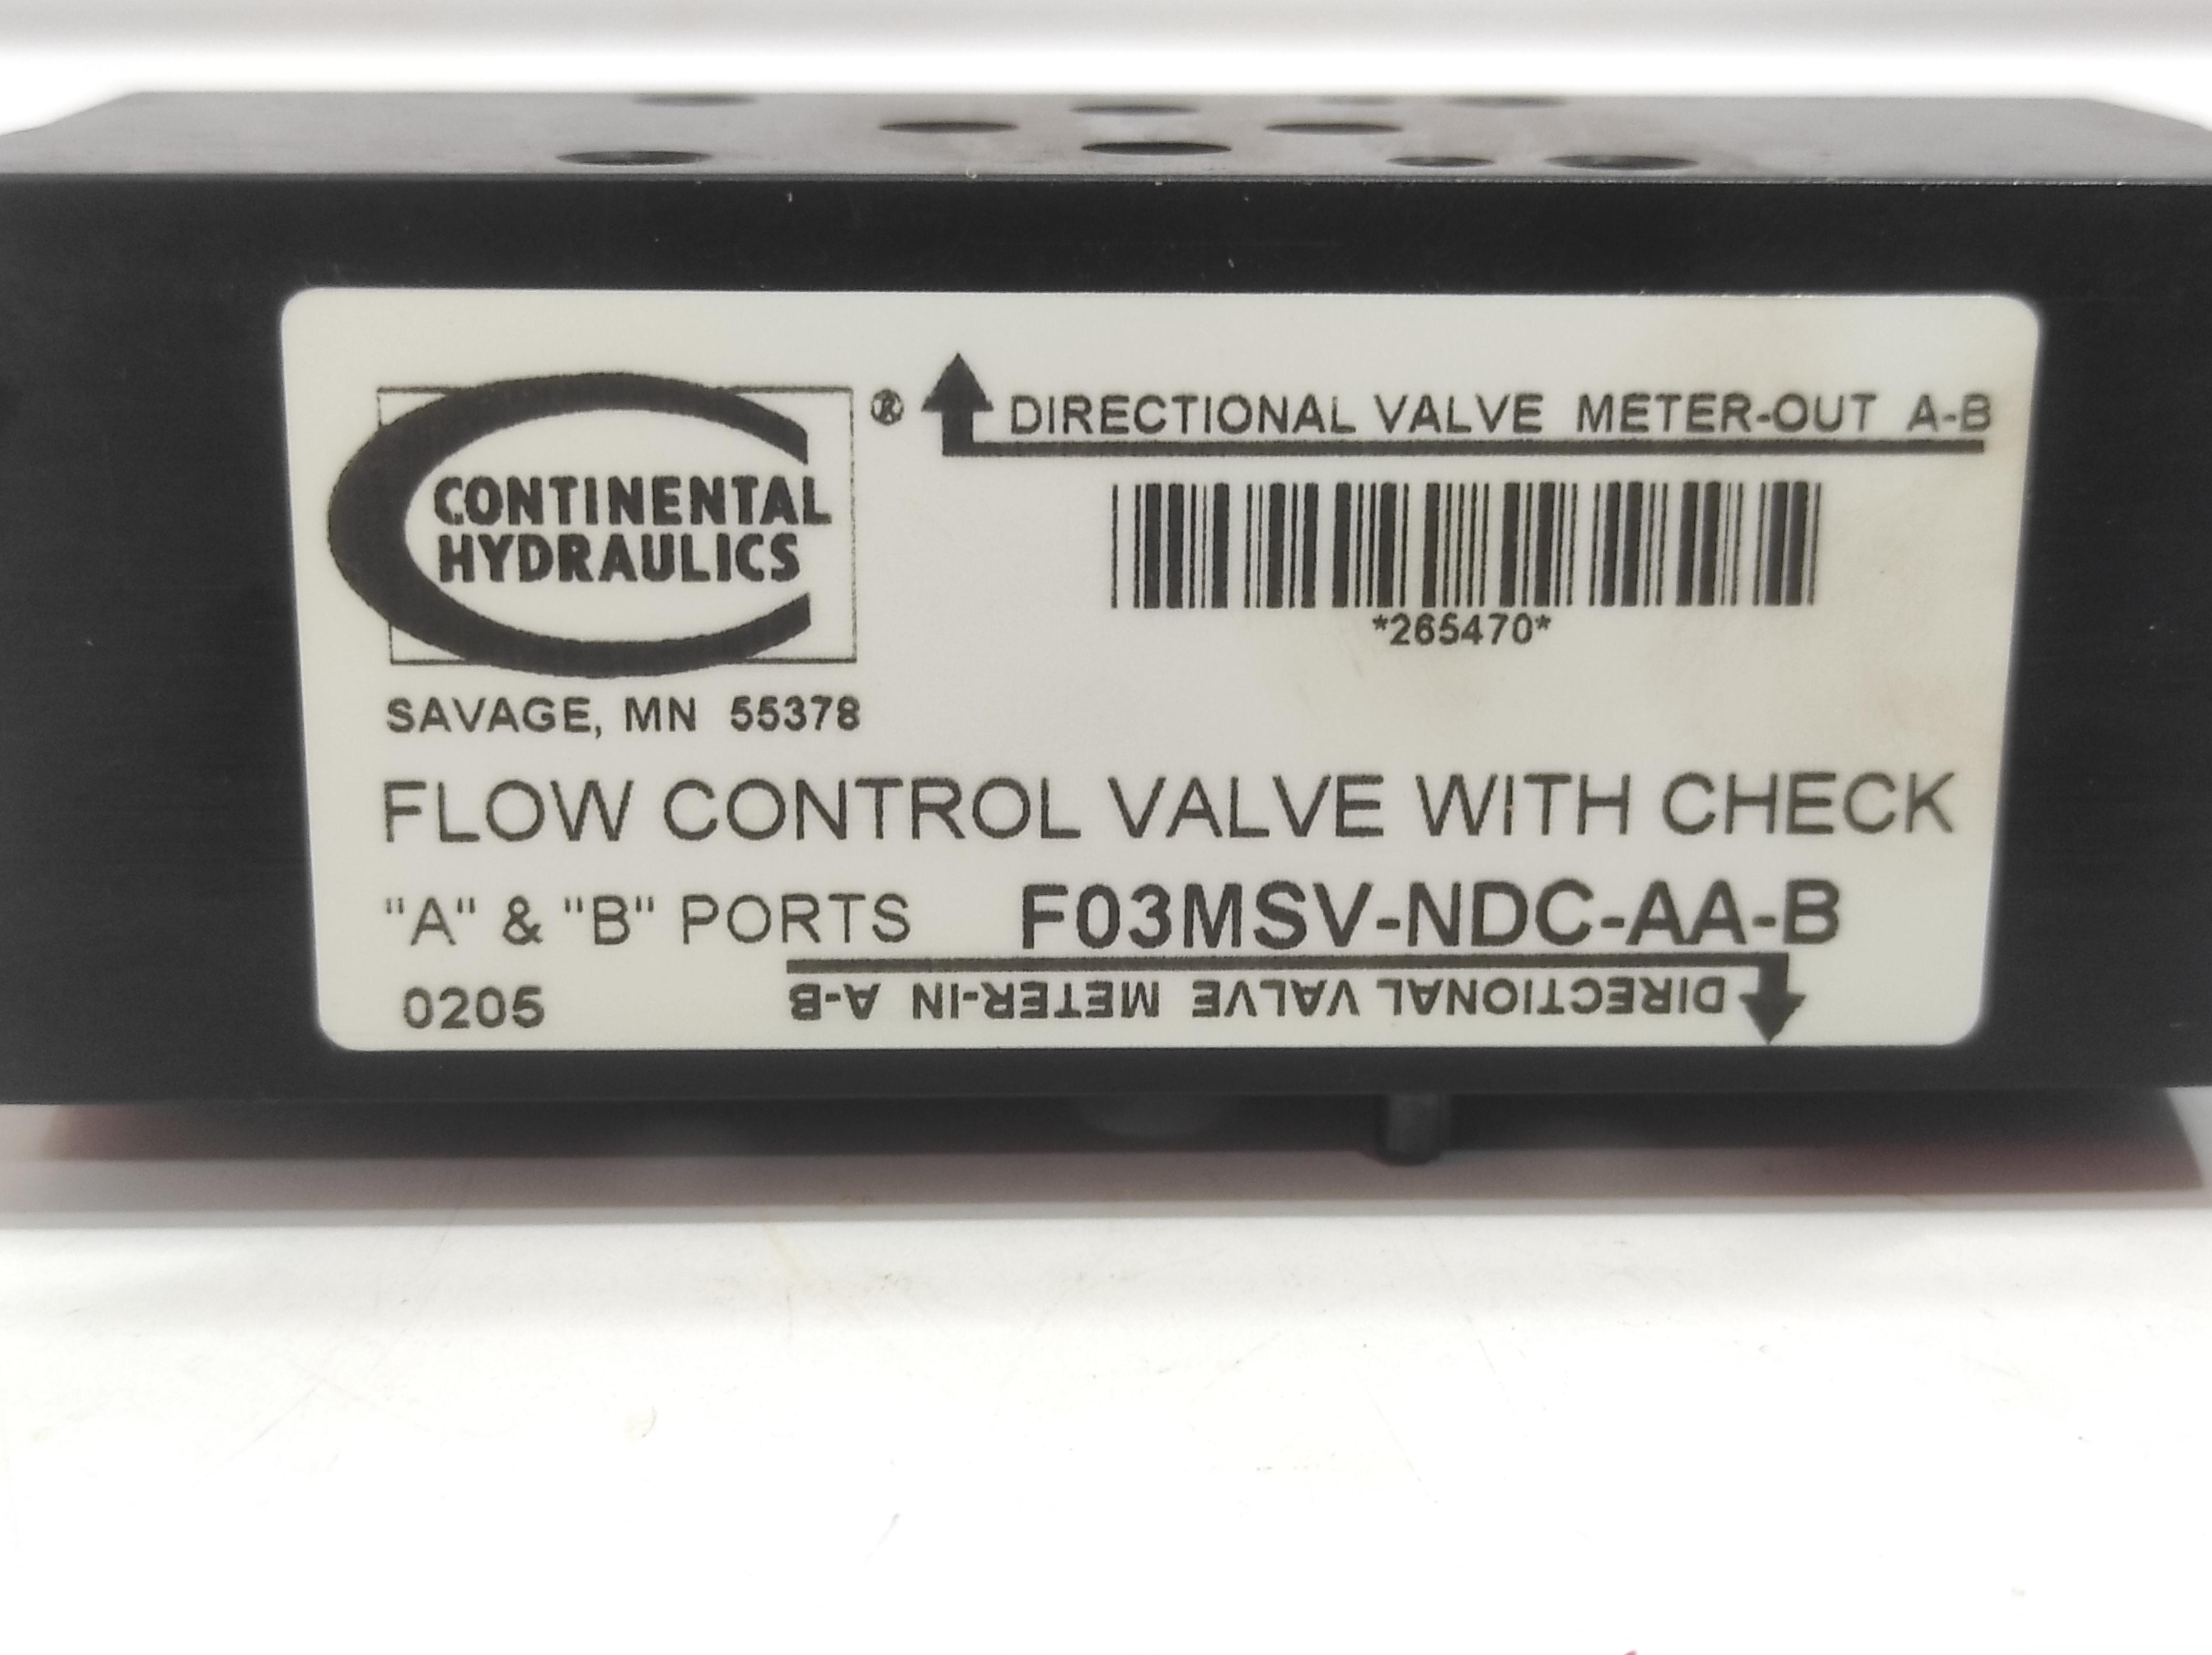 CONTINENTAL
HYDRAULICS
®
DIRECTIONAL VALVE METER-OUT A-B
*265470*
SAVAGE, MN 55378
FLOW CONTROL VALVE WITH CHECK
"A" & "B" PORTS F03MSV-NDC-AA-B
0205
DIRECTIONAL VALVE METER-IN A-B